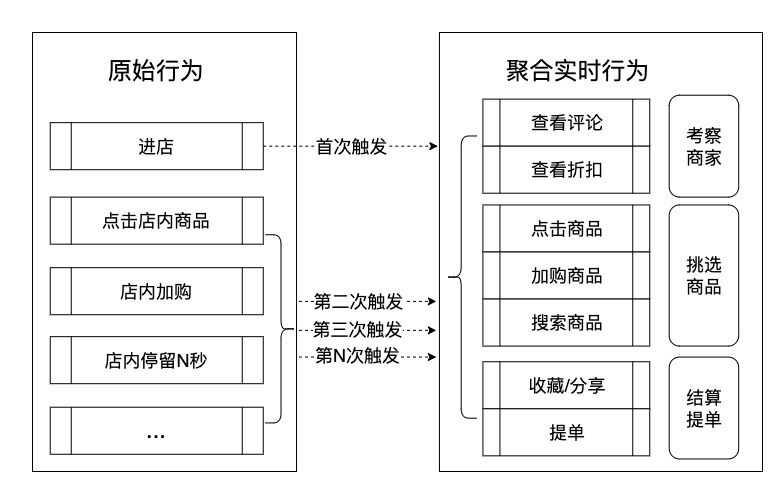 原始行为
进店
点击店内商品
店内加购
店内停留N秒
...
首次触发
第二次触发
第三次触发
第N次触发
聚合实时行为
查看评论
查看折扣
点击商品
加购商品
搜索商品
收藏/分享
提单
考察
商家
挑选
商品
结算
提单